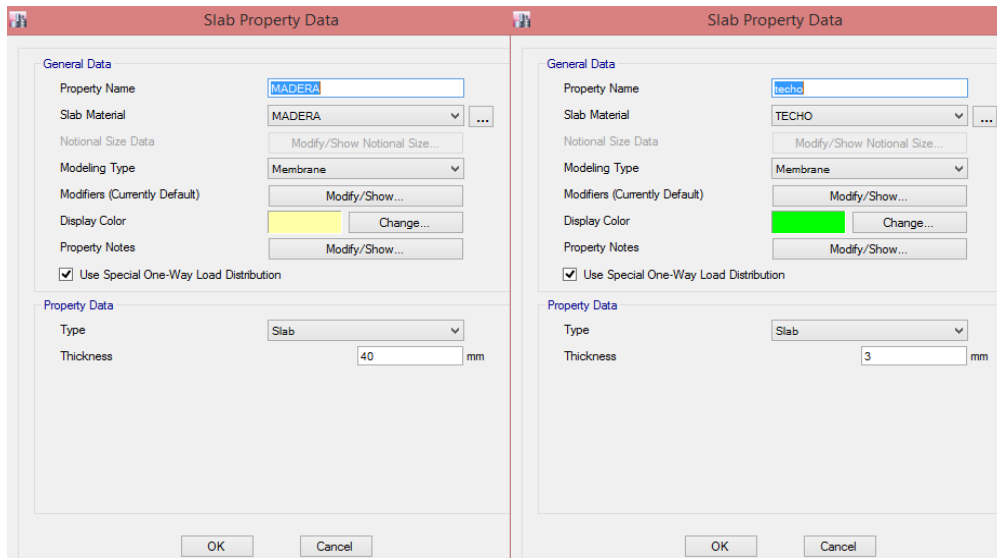 Slab Property Data
General Data
Property Name MADERA
Slab Material MADERA ...
Notional Size Data Modify/Show Notional Size...
Modeling Type Membrane
Modifiers (Currently Default) Modify/Show...
Display Color Change...
Property Notes Modify/Show...
Use Special One-Way Load Distribution
Property Data
Type Slab
Thickness 40 mm
OK Cancel
Slab Property Data
General Data
Property Name techo
Slab Material TECHO ...
Notional Size Data Modify/Show Notional Size...
Modeling Type Membrane
Modifiers (Currently Default) Modify/Show...
Display Color Change...
Property Notes Modify/Show...
Use Special One-Way Load Distribution
Property Data
Type Slab
Thickness 3 mm
OK Cancel